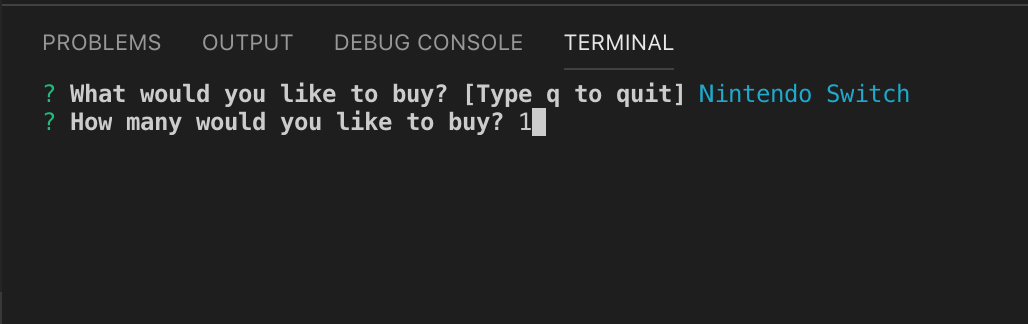 PROBLEMS OUTPUT DEBUG CONSOLE TERMINAL
? What would you like to buy? [Type q to quit] Nintendo Switch
? How many would you like to buy? 1